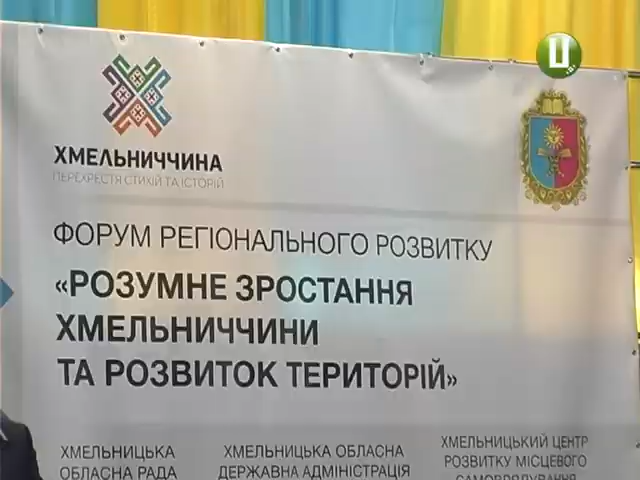 Ц
ХМЕЛЬНИЧЧИНА
ПЕРЕХРЕСТЯ СТИХІЙ ТА ІСТОРІЙ
ФОРУМ РЕГІОНАЛЬНОГО РОЗВИТКУ
«РОЗУМНЕ ЗРОСТАННЯ
ХМЕЛЬНИЧЧИНИ
ТА РОЗВИТОК ТЕРИТОРІЙ»
ХМЕЛЬНИЦЬКА
ОБЛАСНА РАДА
ХМЕЛЬНИЦЬКА ОБЛАСНА
ДЕРЖАВНА АДМІНІСТРАЦІЯ
ХМЕЛЬНИЦЬКИЙ ЦЕНТР
РОЗВИТКУ МІСЦЕВОГО
САМОВРЯДУВАННЯ